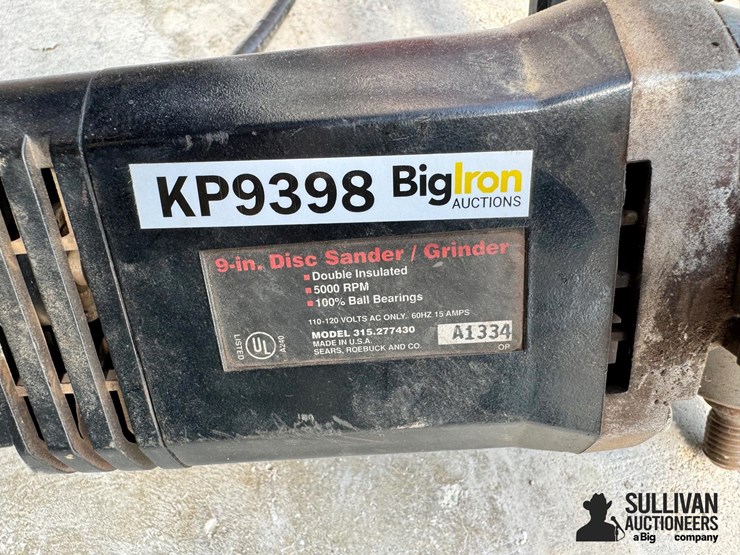 KP9398 BigIron
AUCTIONS
9-in. Disc Sander / Grinder
Double Insulated
5000 RPM
100% Ball Bearings
110-120 VOLTS AC ONLY. 60HZ 15 AMPS
MODEL 315.277430 A1334
MADE IN U.S.A.
SEARS, ROEBUCK AND CO. OP
LISTED UL A240
SULLIVAN
AUCTIONEERS
a Big company